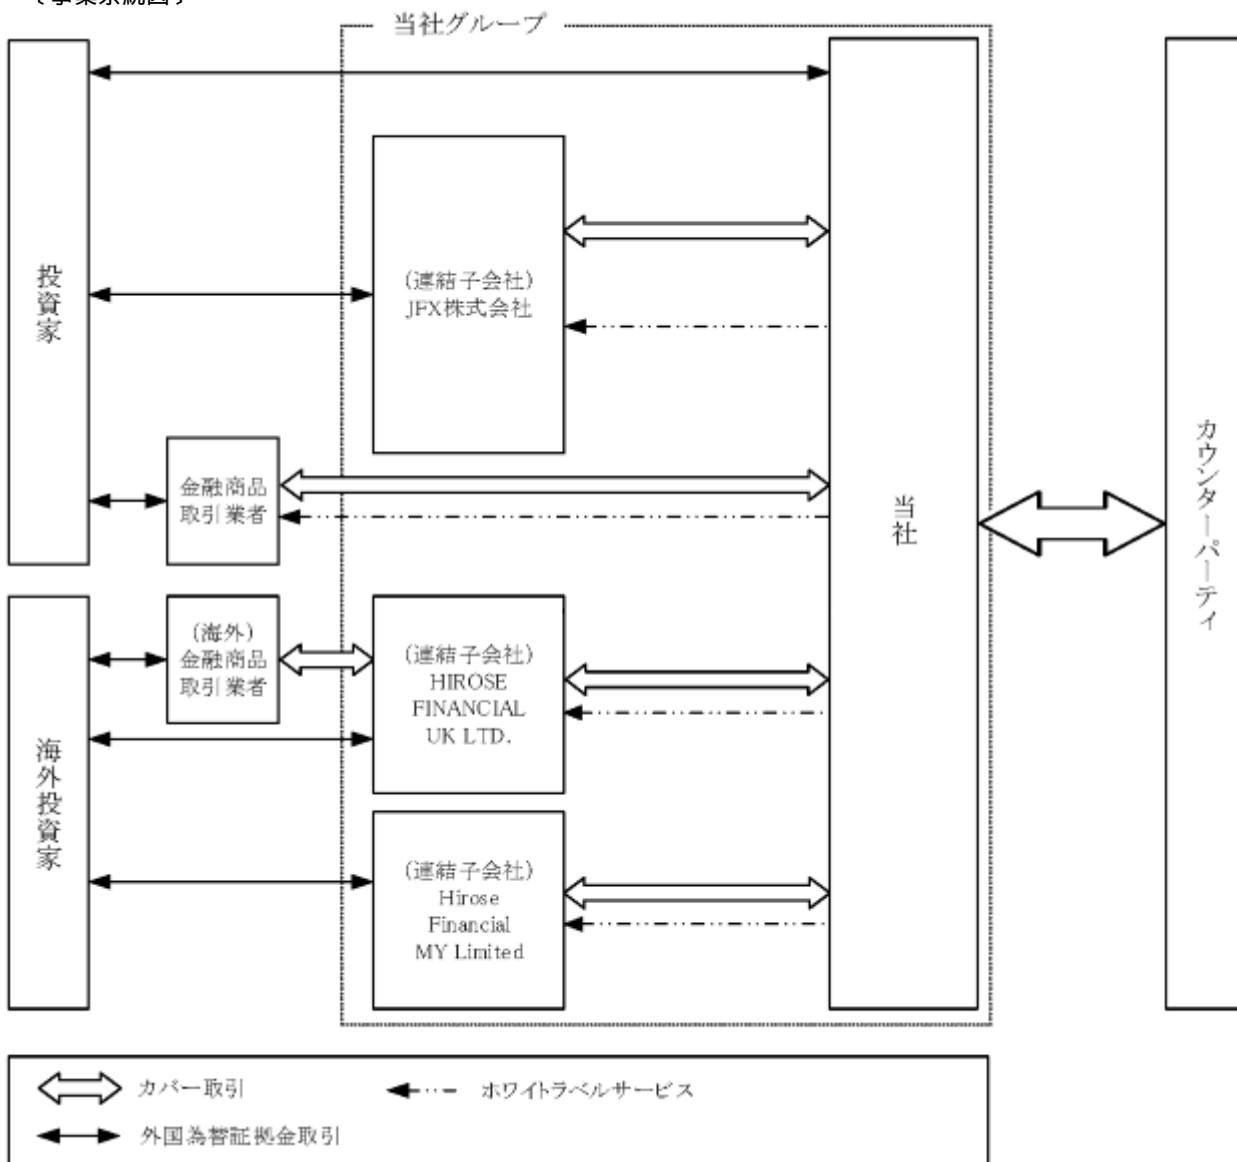 〔事業系統図〕
当社グループ
投資家
(連結子会社)
JFX株式会社
金融商品
取引業者
当社
カウンターパーティ
(海外)
金融商品
取引業者
(連結子会社)
HIROSE
FINANCIAL
UK LTD.
海外投資家
(連結子会社)
Hirose
Financial
MY Limited
カバー取引
ホワイトラベルサービス
外国為替証拠金取引